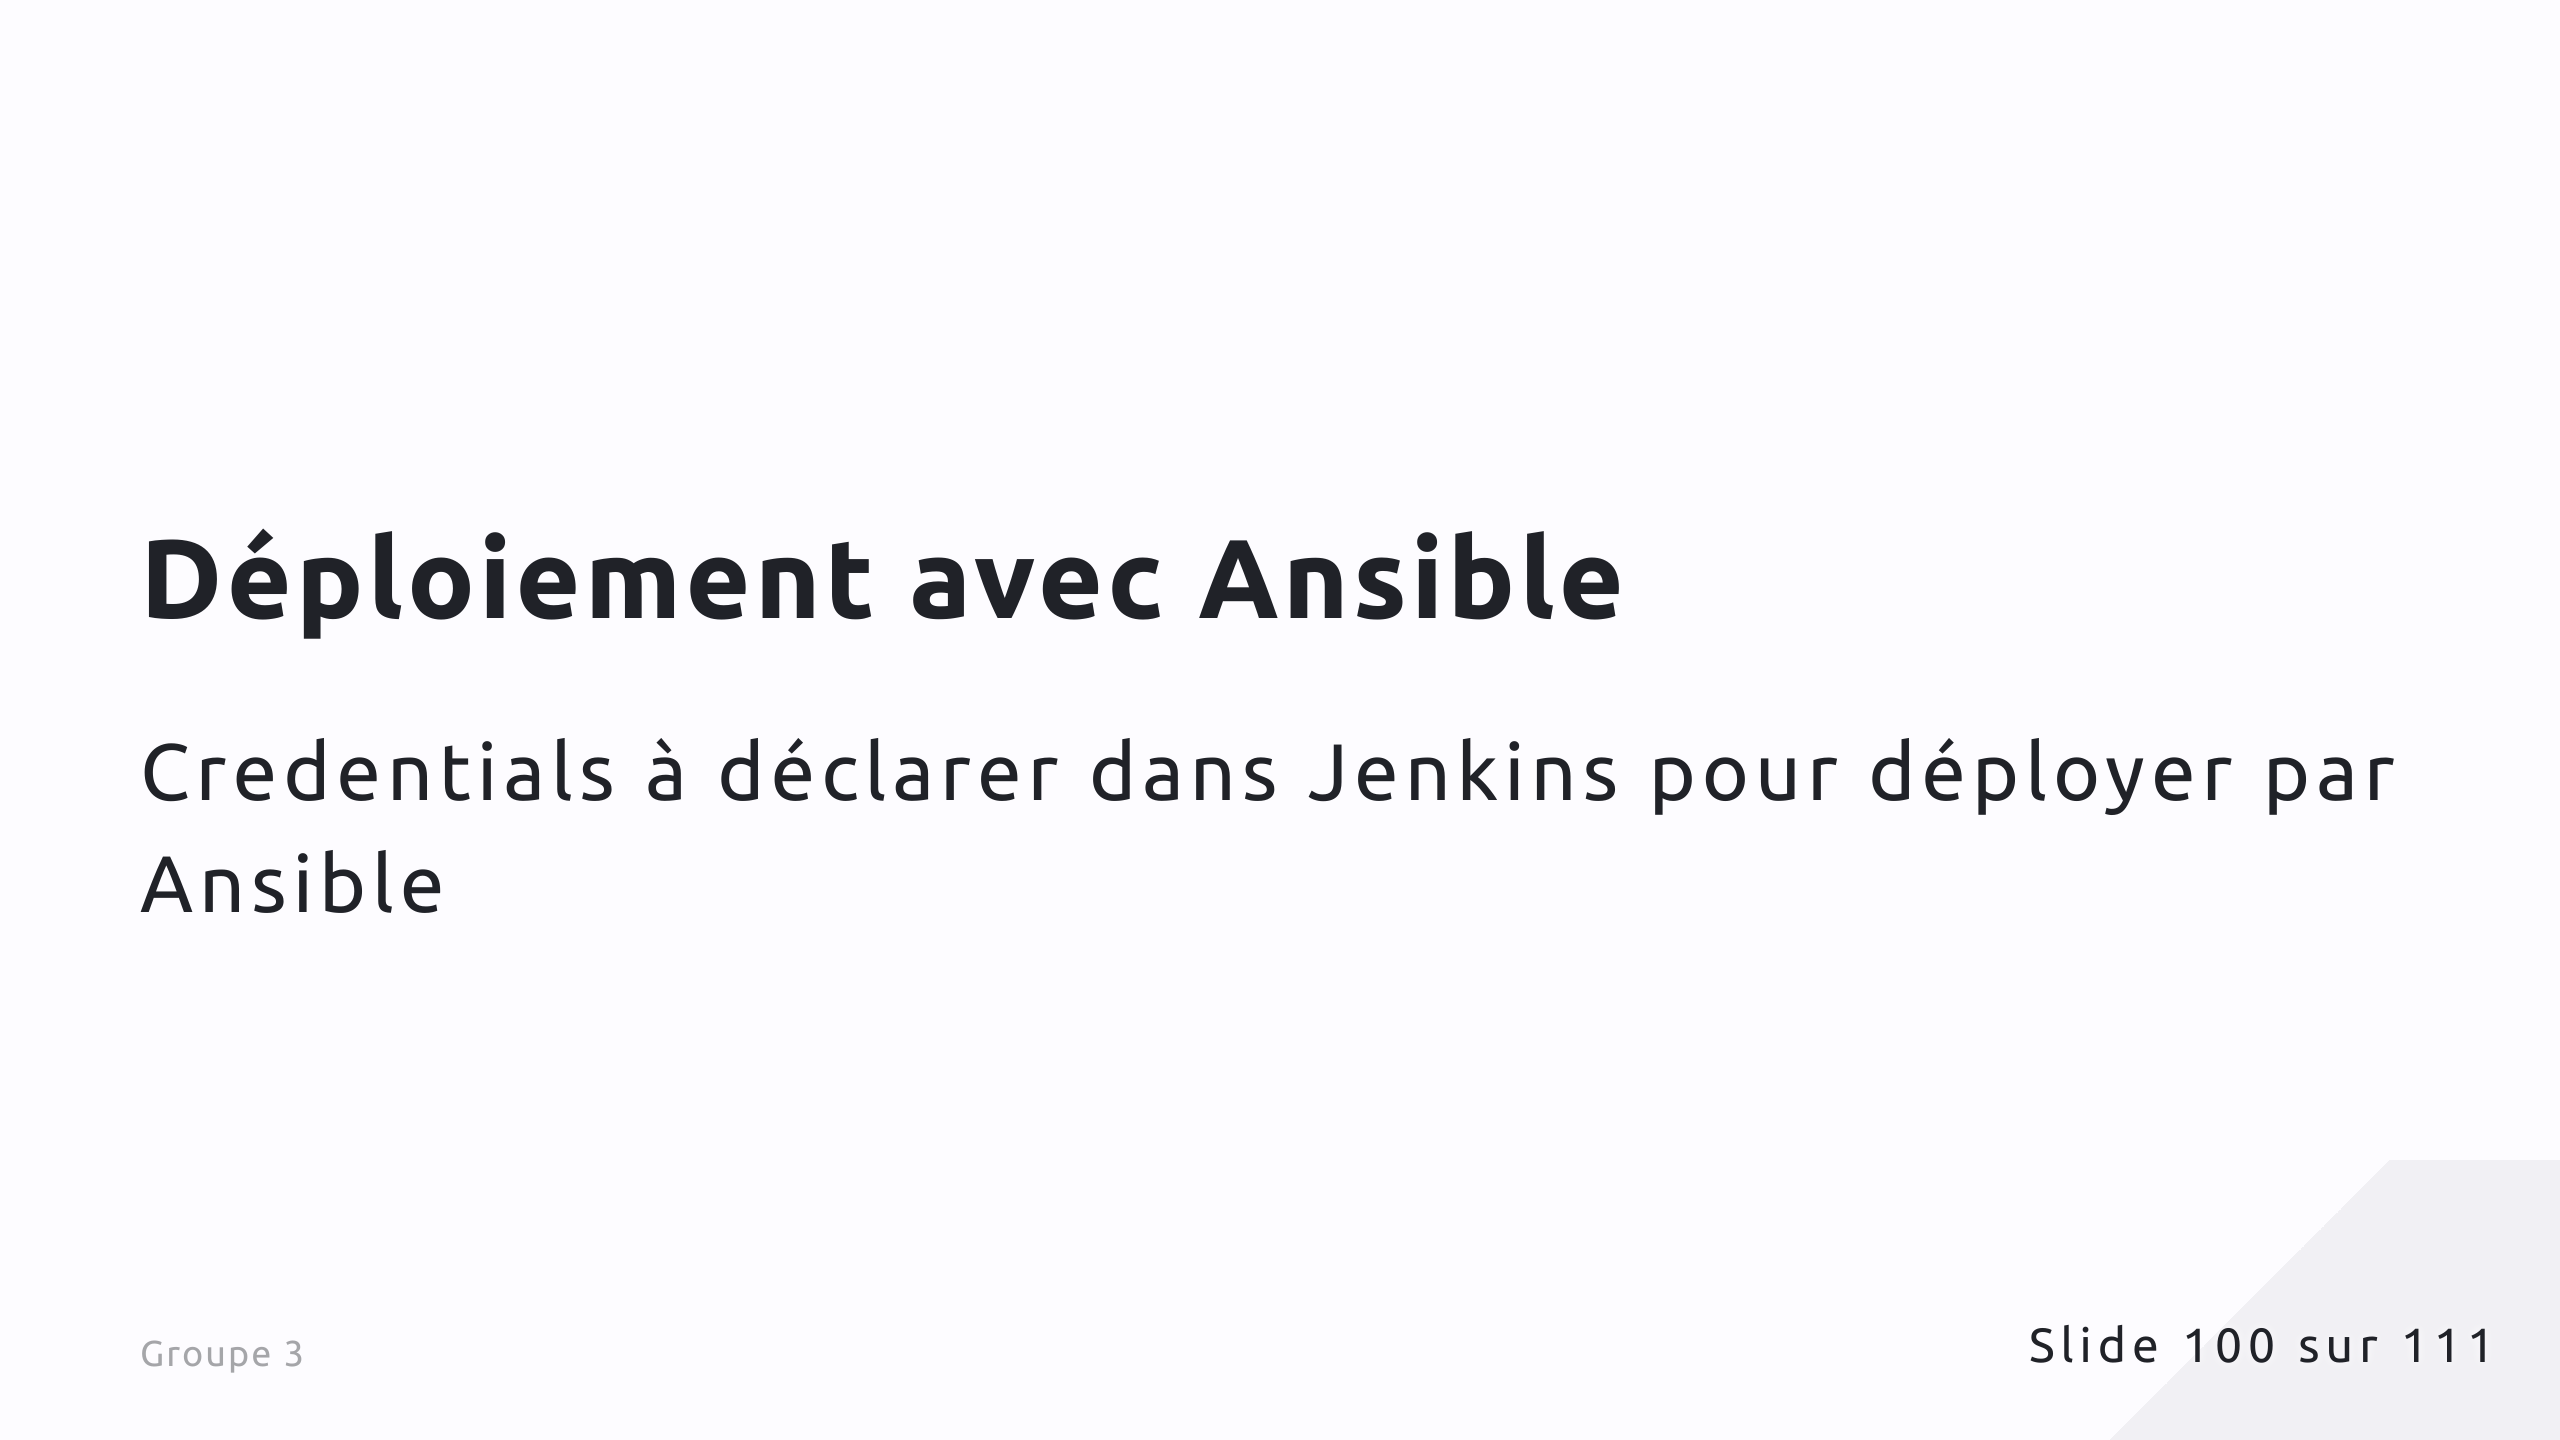 Déploiement avec Ansible
Credentials à déclarer dans Jenkins pour déployer par
Ansible
Groupe 3
Slide 100 sur 111